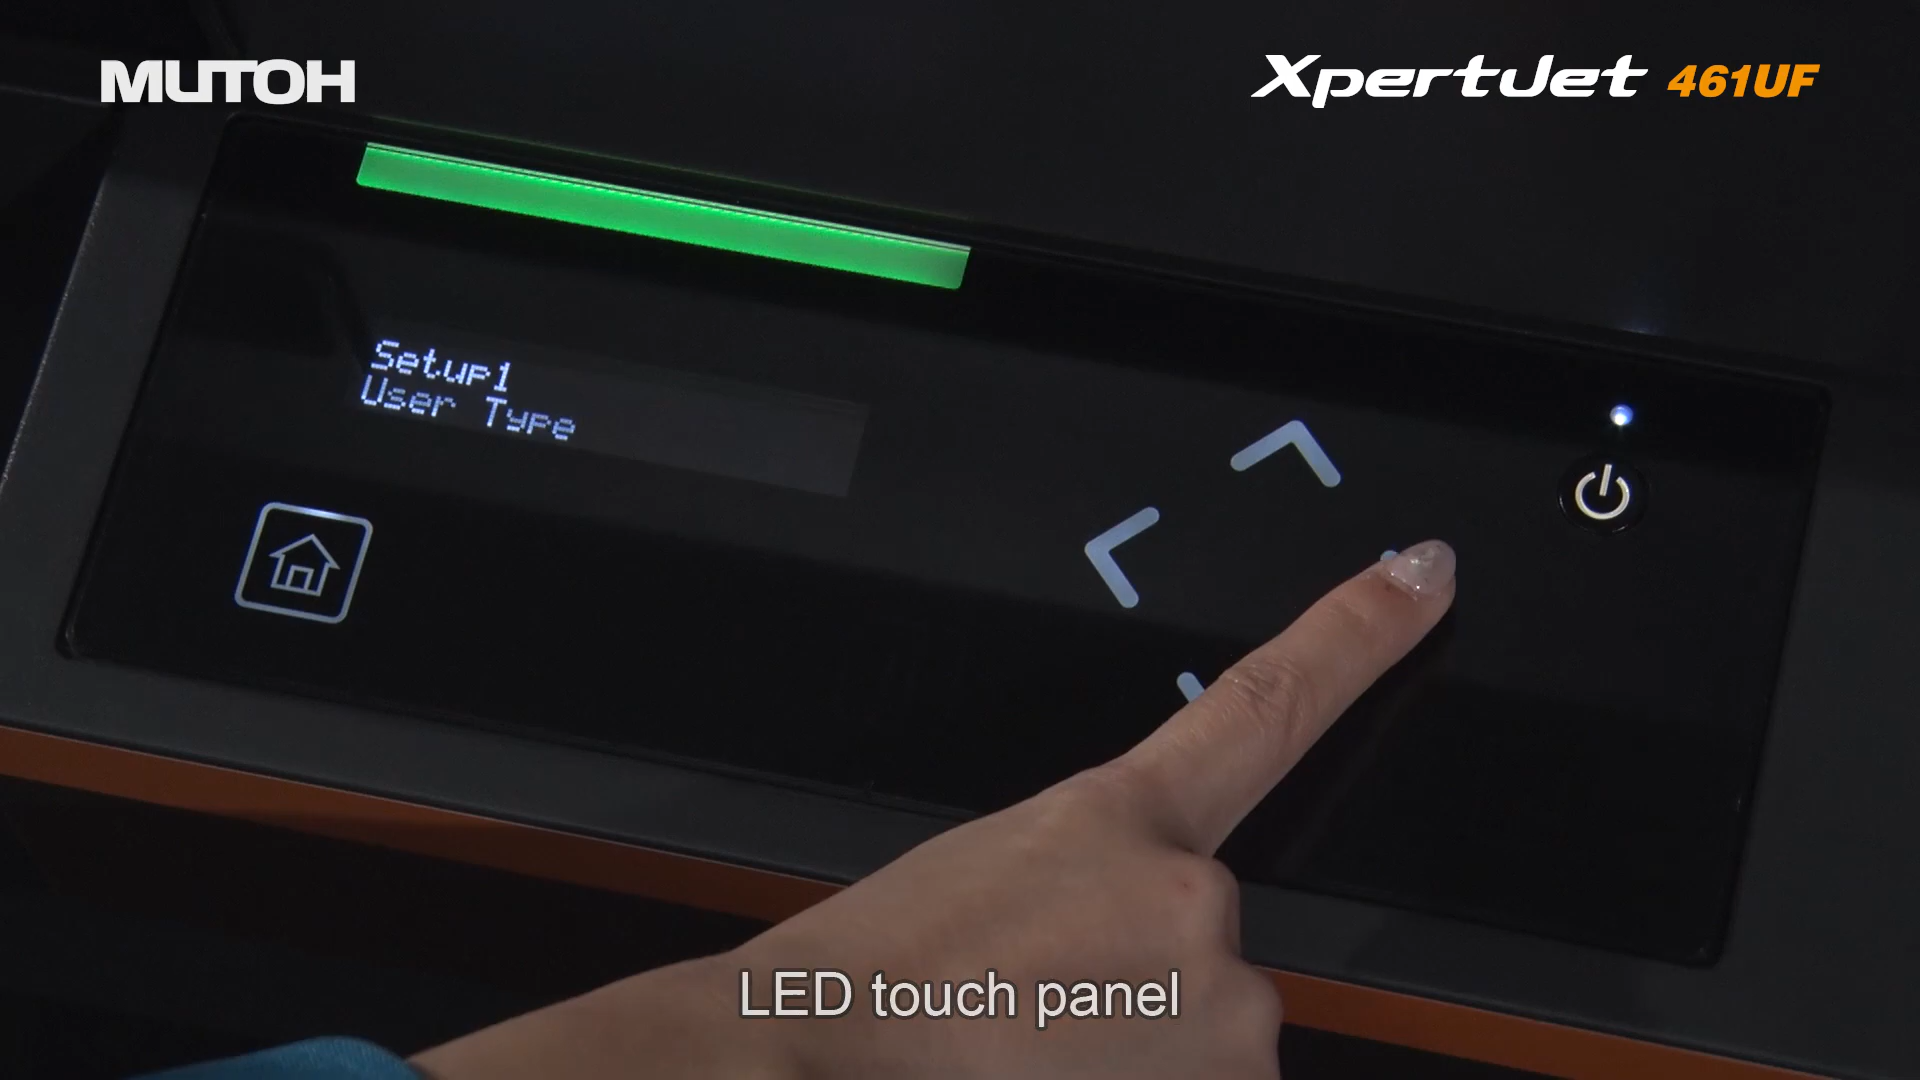 MUTOH
XpertJet 461UF
Setup1
User Type
LED touch panel